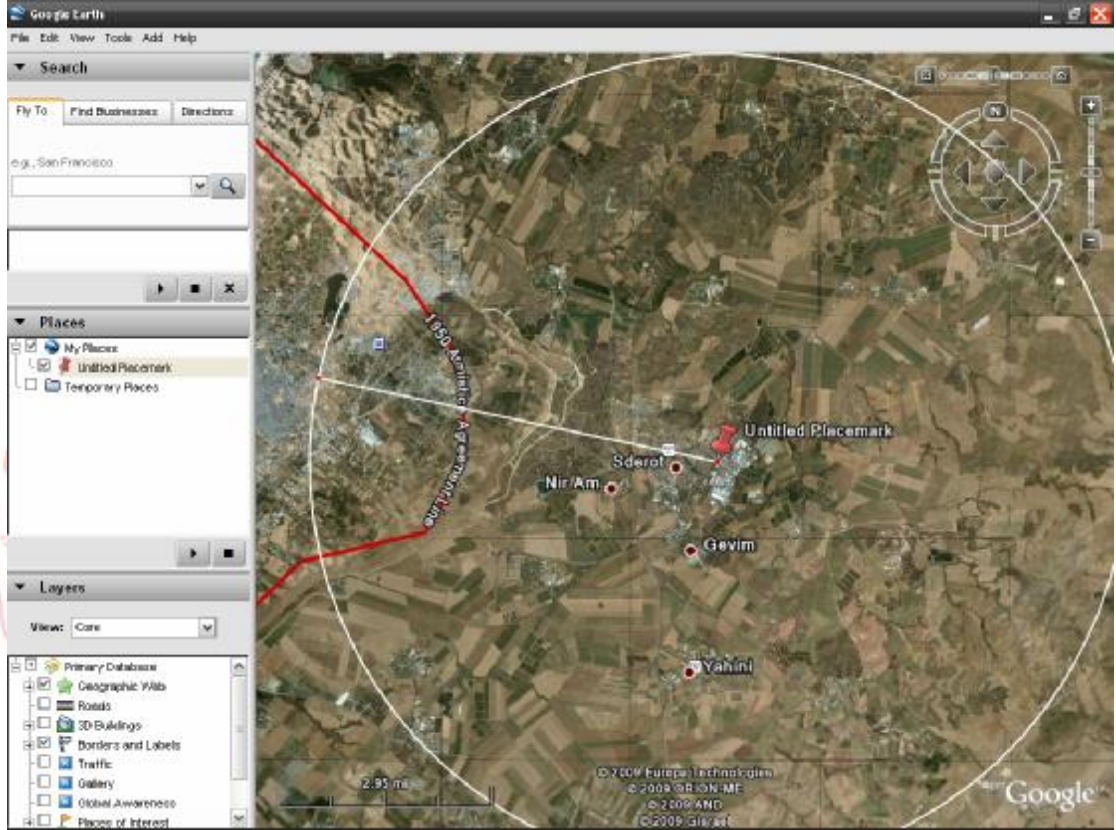 Google Earth
File Edit View Tools Add Help
Search
Fly To Find Businesses Directions
e.g., San Francisco
Places
My Places
Untitled Placemark
Temporary Places
Layers
View: Core
Primary Database
Geographic Web
Roads
3D Buildings
Borders and Labels
Traffic
Gallery
Global Awareness
Places of Interest
N
1950 Armistice Agreement Line
Untitled Placemark
Sderot
Nir Am
Gevim
Yahini
2.95 mi
© 2009 Europa Technologies
© 2009 ORION-ME
© 2009 AND
© 2009 Gisrael
Google